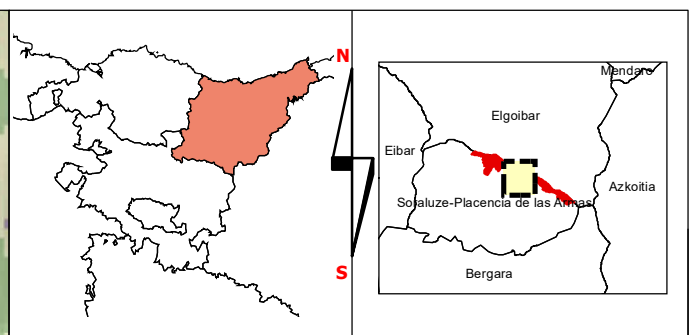 N
Mendaro
Elgoibar
Eibar
Azkoitia
Soraluze-Placencia de las Armas
Bergara
S